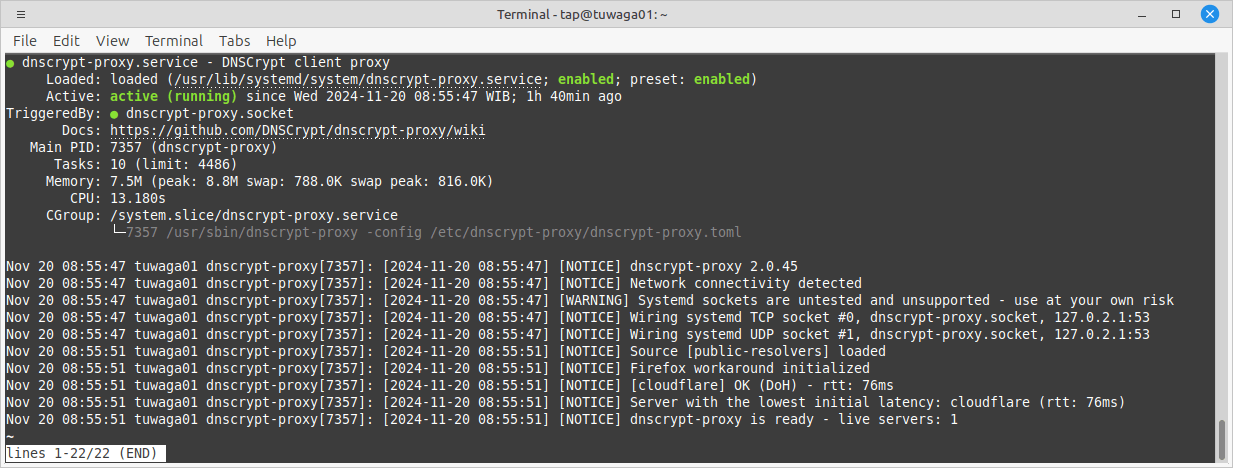 Terminal - tap@tuwaga01: ~
File Edit View Terminal Tabs Help
● dnscrypt-proxy.service - DNSCrypt client proxy
     Loaded: loaded (/usr/lib/systemd/system/dnscrypt-proxy.service; enabled; preset: enabled)
     Active: active (running) since Wed 2024-11-20 08:55:47 WIB; 1h 40min ago
TriggeredBy: ● dnscrypt-proxy.socket
       Docs: https://github.com/DNSCrypt/dnscrypt-proxy/wiki
   Main PID: 7357 (dnscrypt-proxy)
      Tasks: 10 (limit: 4486)
     Memory: 7.5M (peak: 8.8M swap: 788.0K swap peak: 816.0K)
        CPU: 13.180s
     CGroup: /system.slice/dnscrypt-proxy.service
             └─7357 /usr/sbin/dnscrypt-proxy -config /etc/dnscrypt-proxy/dnscrypt-proxy.toml
Nov 20 08:55:47 tuwaga01 dnscrypt-proxy[7357]: [2024-11-20 08:55:47] [NOTICE] dnscrypt-proxy 2.0.45
Nov 20 08:55:47 tuwaga01 dnscrypt-proxy[7357]: [2024-11-20 08:55:47] [NOTICE] Network connectivity detected
Nov 20 08:55:47 tuwaga01 dnscrypt-proxy[7357]: [2024-11-20 08:55:47] [WARNING] Systemd sockets are untested and unsupported - use at your own risk
Nov 20 08:55:47 tuwaga01 dnscrypt-proxy[7357]: [2024-11-20 08:55:47] [NOTICE] Wiring systemd TCP socket #0, dnscrypt-proxy.socket, 127.0.2.1:53
Nov 20 08:55:47 tuwaga01 dnscrypt-proxy[7357]: [2024-11-20 08:55:47] [NOTICE] Wiring systemd UDP socket #1, dnscrypt-proxy.socket, 127.0.2.1:53
Nov 20 08:55:51 tuwaga01 dnscrypt-proxy[7357]: [2024-11-20 08:55:51] [NOTICE] Source [public-resolvers] loaded
Nov 20 08:55:51 tuwaga01 dnscrypt-proxy[7357]: [2024-11-20 08:55:51] [NOTICE] Firefox workaround initialized
Nov 20 08:55:51 tuwaga01 dnscrypt-proxy[7357]: [2024-11-20 08:55:51] [NOTICE] [cloudflare] OK (DoH) - rtt: 76ms
Nov 20 08:55:51 tuwaga01 dnscrypt-proxy[7357]: [2024-11-20 08:55:51] [NOTICE] Server with the lowest initial latency: cloudflare (rtt: 76ms)
Nov 20 08:55:51 tuwaga01 dnscrypt-proxy[7357]: [2024-11-20 08:55:51] [NOTICE] dnscrypt-proxy is ready - live servers: 1
~
lines 1-22/22 (END)